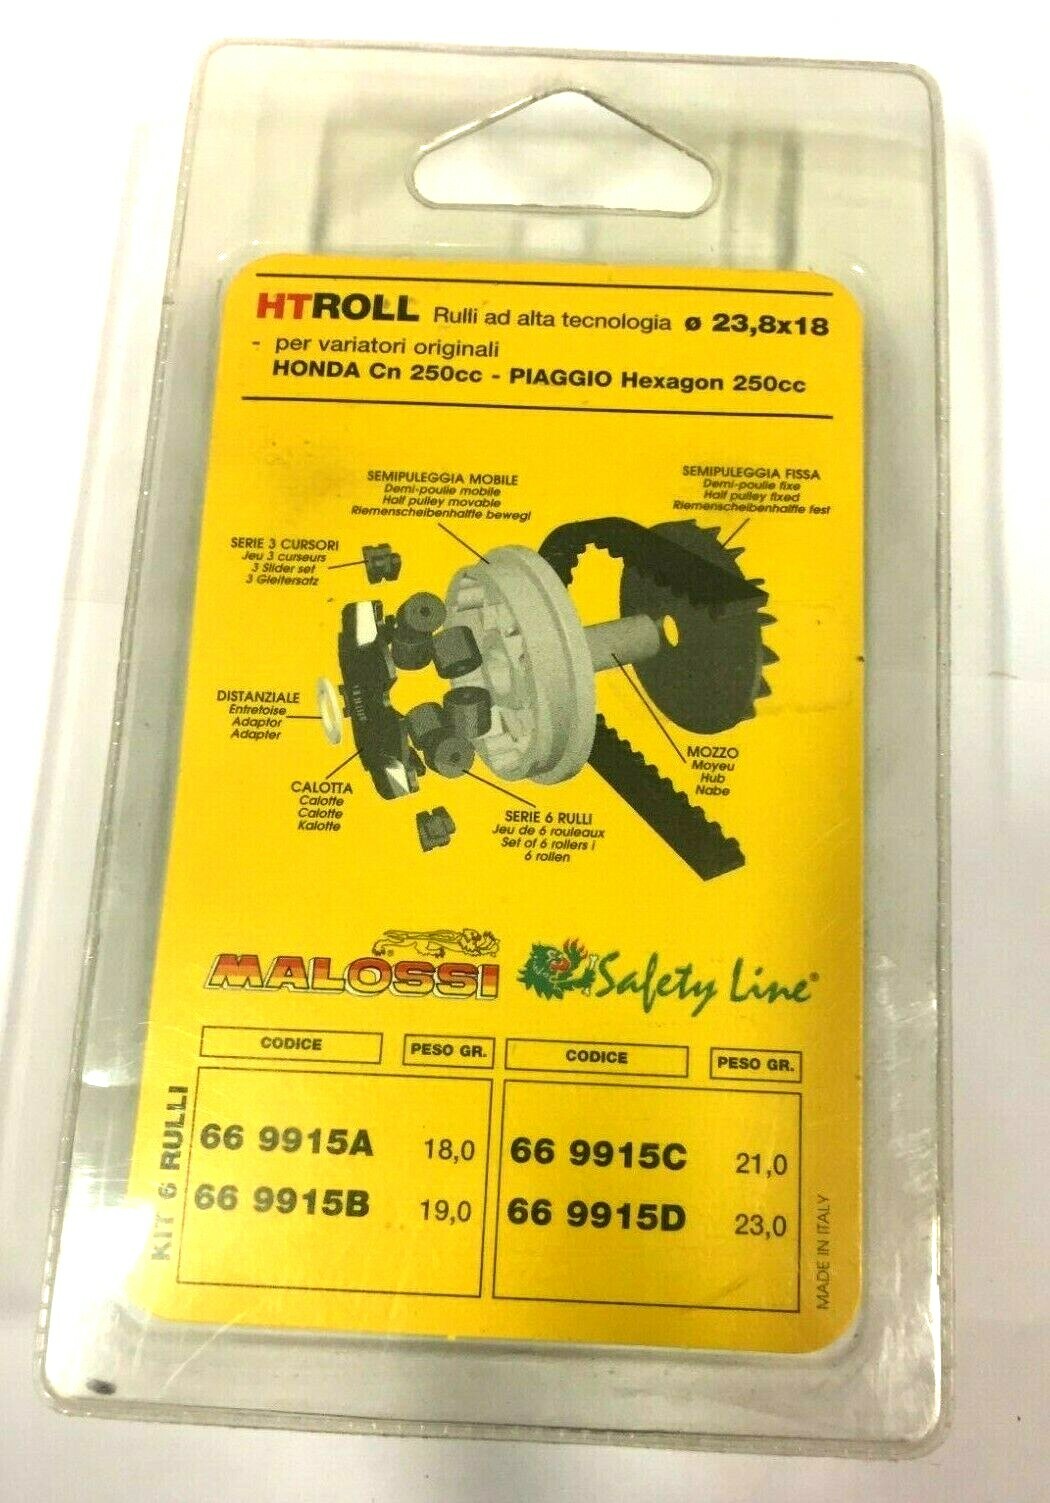 HTROLL Rulli ad alta tecnologia ø 23,8x18
- per variatori originali
HONDA Cn 250cc - PIAGGIO Hexagon 250cc
SEMIPULEGGIA MOBILE
Demi-poulie mobile
Half pulley movable
Riemenscheibenhalfte bewegl
SEMIPULEGGIA FISSA
Demi-poulie fixe
Half pulley fixed
Riemenscheibenhalfte fest
SERIE 3 CURSORI
Jeu 3 curseurs
3 Slider set
3 Gleitersatz
DISTANZIALE
Entretoise
Adaptor
Adapter
MOZZO
Moyeu
Hub
Nabe
CALOTTA
Calotte
Calotte
Kalotte
SERIE 6 RULLI
Jeu de 6 rouleaux
Set of 6 rollers i
6 rollen
MALOSSI®
Safety Line®
CODICE PESO GR. CODICE PESO GR.
66 9915A 18,0 66 9915C 21,0
66 9915B 19,0 66 9915D 23,0
KIT 6 RULLI
MADE IN ITALY